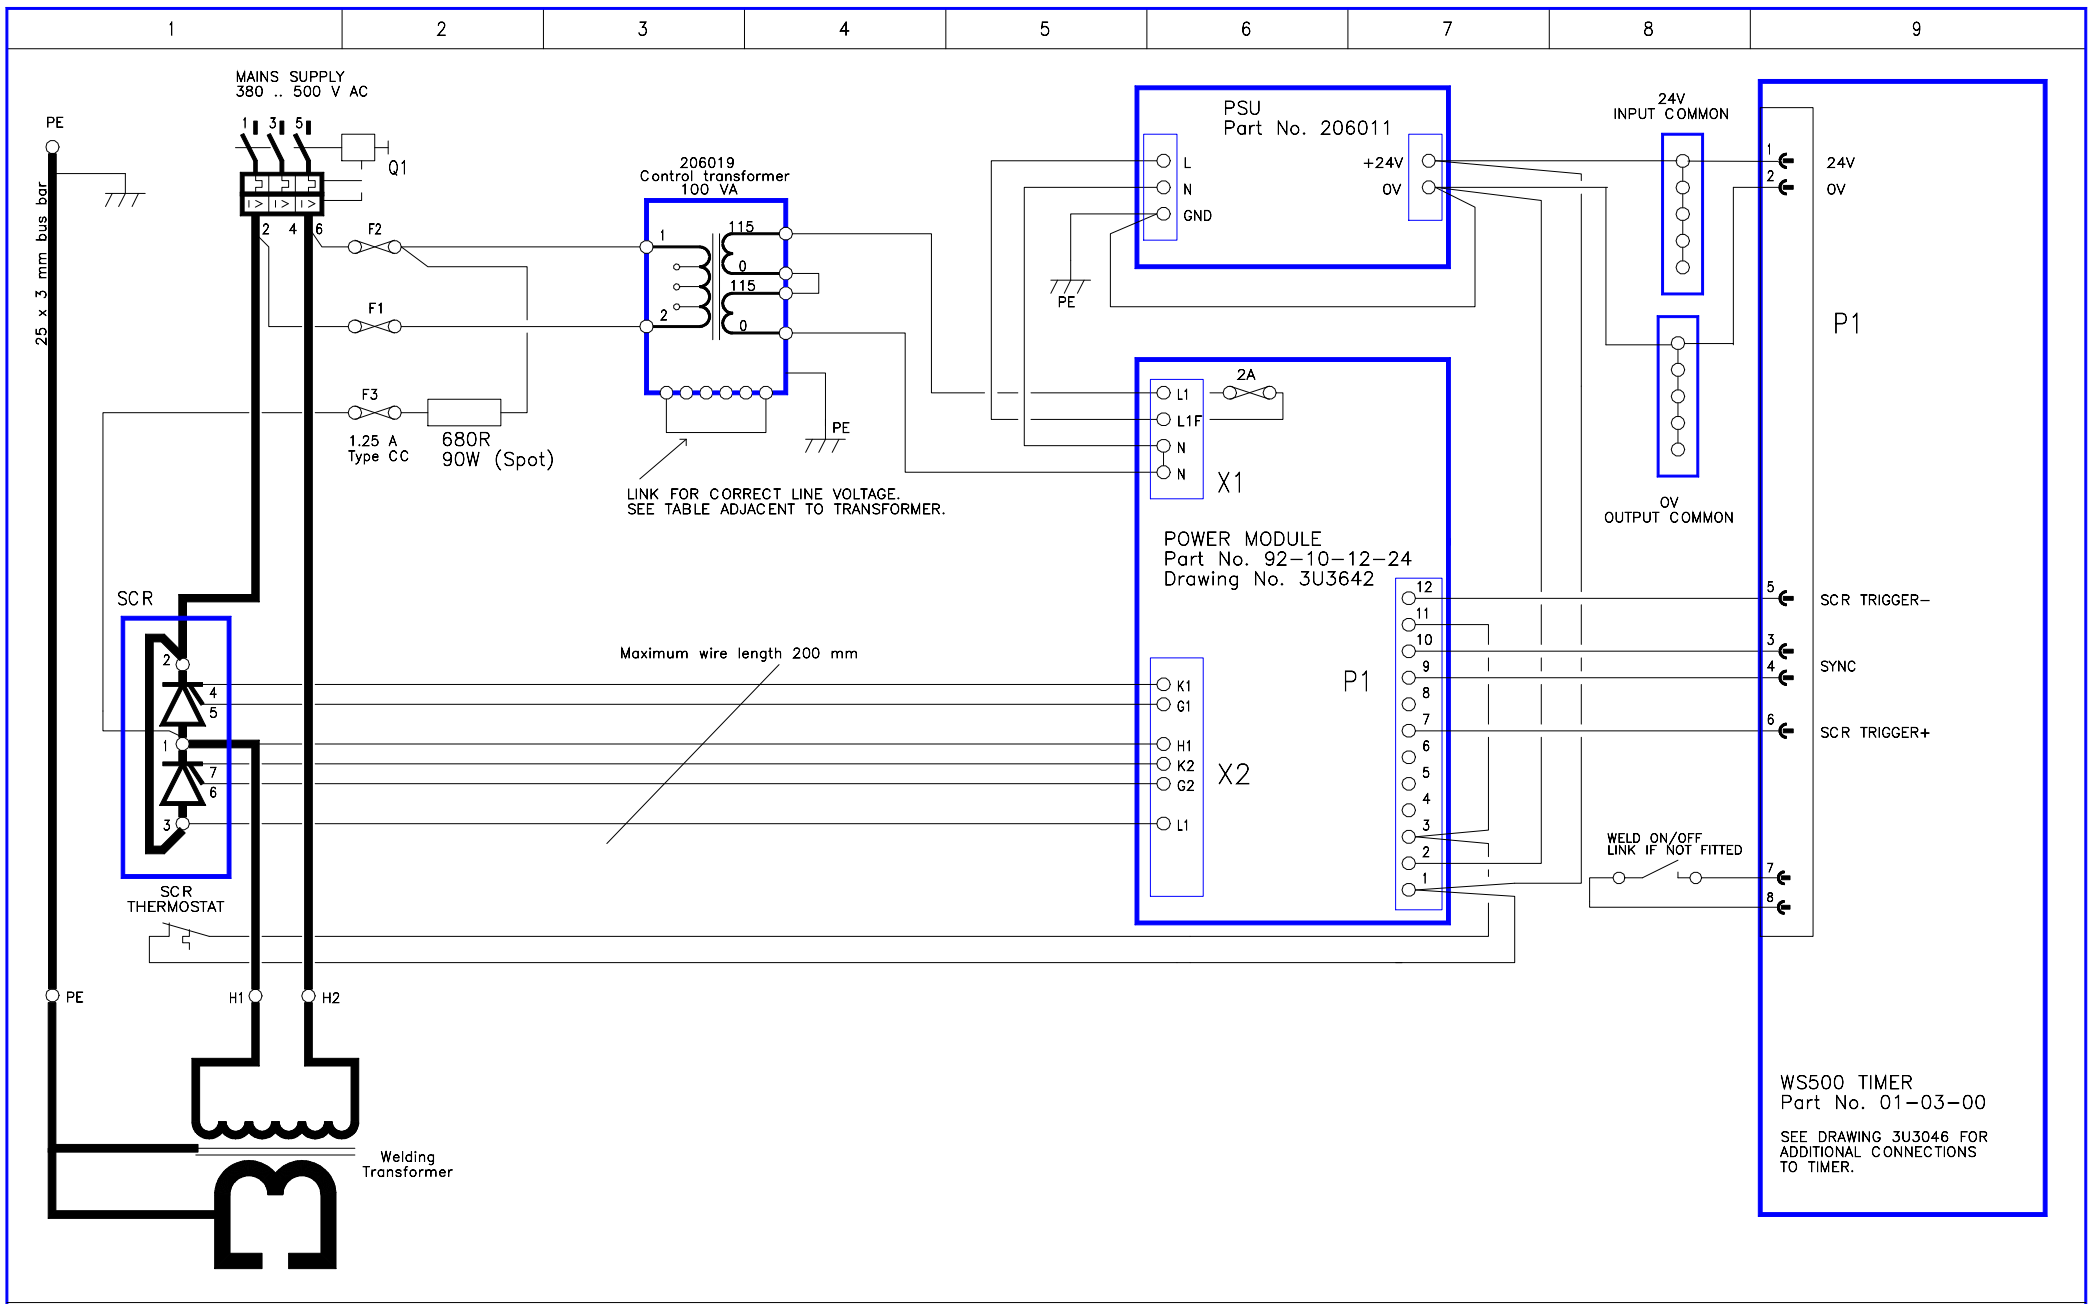 1 2 3 4 5 6 7 8 9
MAINS SUPPLY
380 .. 500 V AC
PE
1 3 5
Q1
I> I> I>
2 4 6
25 x 3 mm bus bar
F2
F1
F3
1.25 A
Type CC
680R
90W (Spot)
206019
Control transformer
100 VA
1
2
115
0
115
0
PE
LINK FOR CORRECT LINE VOLTAGE.
SEE TABLE ADJACENT TO TRANSFORMER.
PSU
Part No. 206011
L
N
GND
+24V
0V
PE
2A
L1
L1F
N
N
X1
POWER MODULE
Part No. 92-10-12-24
Drawing No. 3U3642
12
11
10
9
8
7
6
5
4
3
2
1
P1
K1
G1
H1
K2
G2
L1
X2
24V
INPUT COMMON
0V
OUTPUT COMMON
1 24V
2 0V
P1
5 SCR TRIGGER-
3
4 SYNC
6 SCR TRIGGER+
WELD ON/OFF
LINK IF NOT FITTED
7
8
WS500 TIMER
Part No. 01-03-00
SEE DRAWING 3U3046 FOR
ADDITIONAL CONNECTIONS
TO TIMER.
Maximum wire length 200 mm
SCR
2
4
5
1
7
6
3
SCR
THERMOSTAT
PE
H1
H2
Welding
Transformer